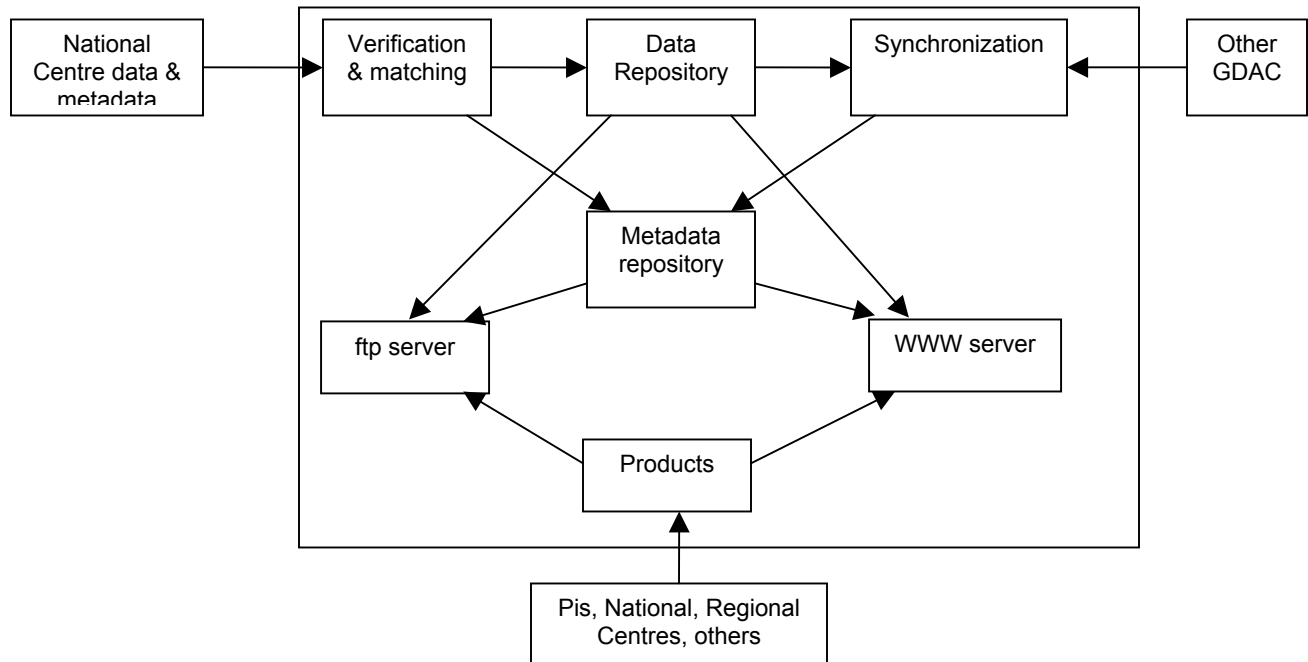 National
Centre data &
metadata
Verification
& matching
Data
Repository
Synchronization
Other
GDAC
Metadata
repository
ftp server
WWW server
Products
Pis, National, Regional
Centres, others